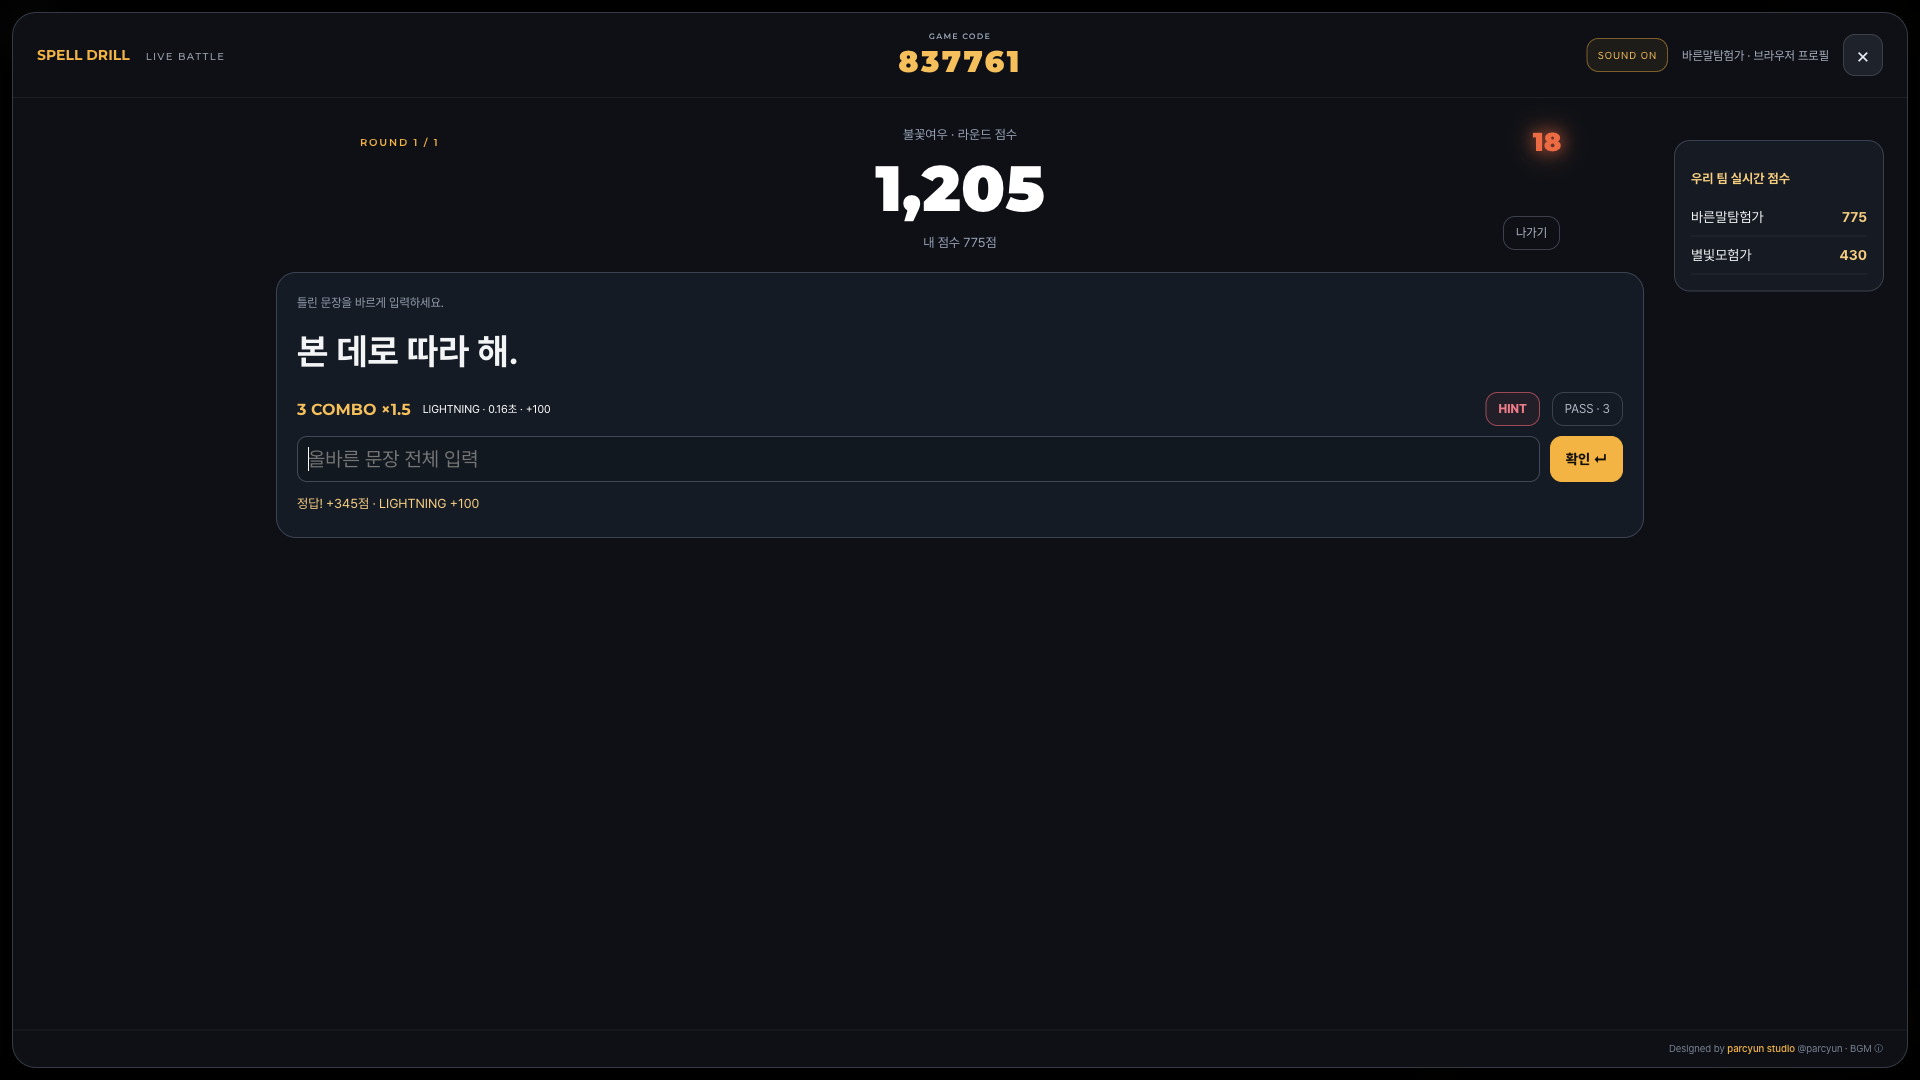 SPELL DRILL LIVE BATTLE
GAME CODE
837761
SOUND ON
바른말탐험가 · 브라우저 프로필
×
ROUND 1 / 1
불꽃여우 · 라운드 점수
1,205
내 점수 775점
18
나가기
우리 팀 실시간 점수
바른말탐험가 775
별빛모험가 430
틀린 문장을 바르게 입력하세요.
본 데로 따라 해.
3 COMBO ×1.5 LIGHTNING · 0.16초 · +100
HINT
PASS · 3
올바른 문장 전체 입력
확인 ↵
정답! +345점 · LIGHTNING +100
Designed by parcyun studio @parcyun · BGM ⓘ